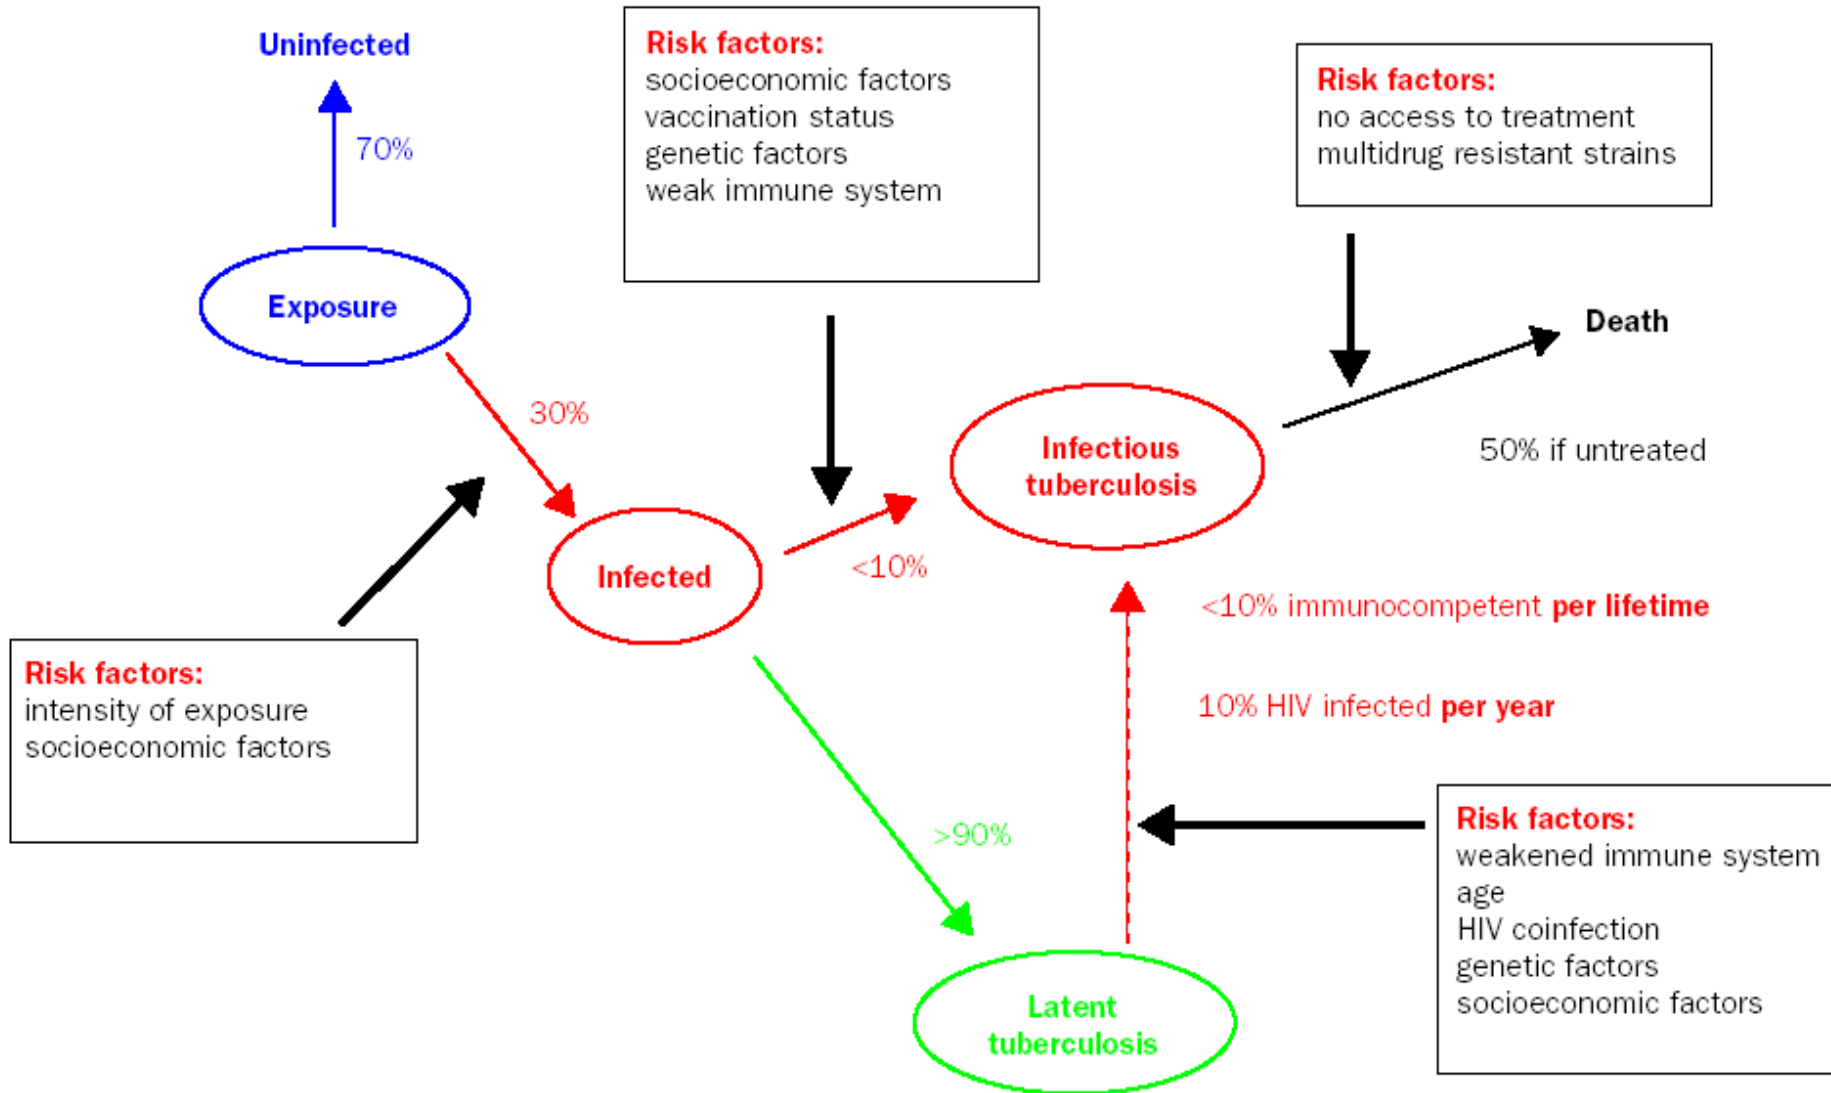 Uninfected
70%
Exposure
30%
Risk factors:
intensity of exposure
socioeconomic factors
Infected
Risk factors:
socioeconomic factors
vaccination status
genetic factors
weak immune system
<10%
>90%
Infectious
tuberculosis
Risk factors:
no access to treatment
multidrug resistant strains
Death
50% if untreated
<10% immunocompetent per lifetime
10% HIV infected per year
Risk factors:
weakened immune system
age
HIV coinfection
genetic factors
socioeconomic factors
Latent
tuberculosis